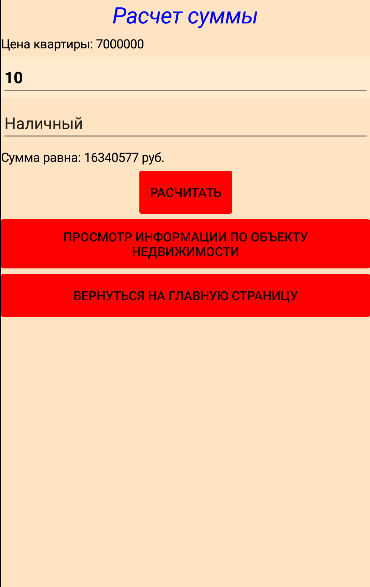 Расчет суммы
Цена квартиры: 7000000
10
Наличный
Сумма равна: 16340577 руб.
РАСЧИТАТЬ
ПРОСМОТР ИНФОРМАЦИИ ПО ОБЪЕКТУ
НЕДВИЖИМОСТИ
ВЕРНУТЬСЯ НА ГЛАВНУЮ СТРАНИЦУ